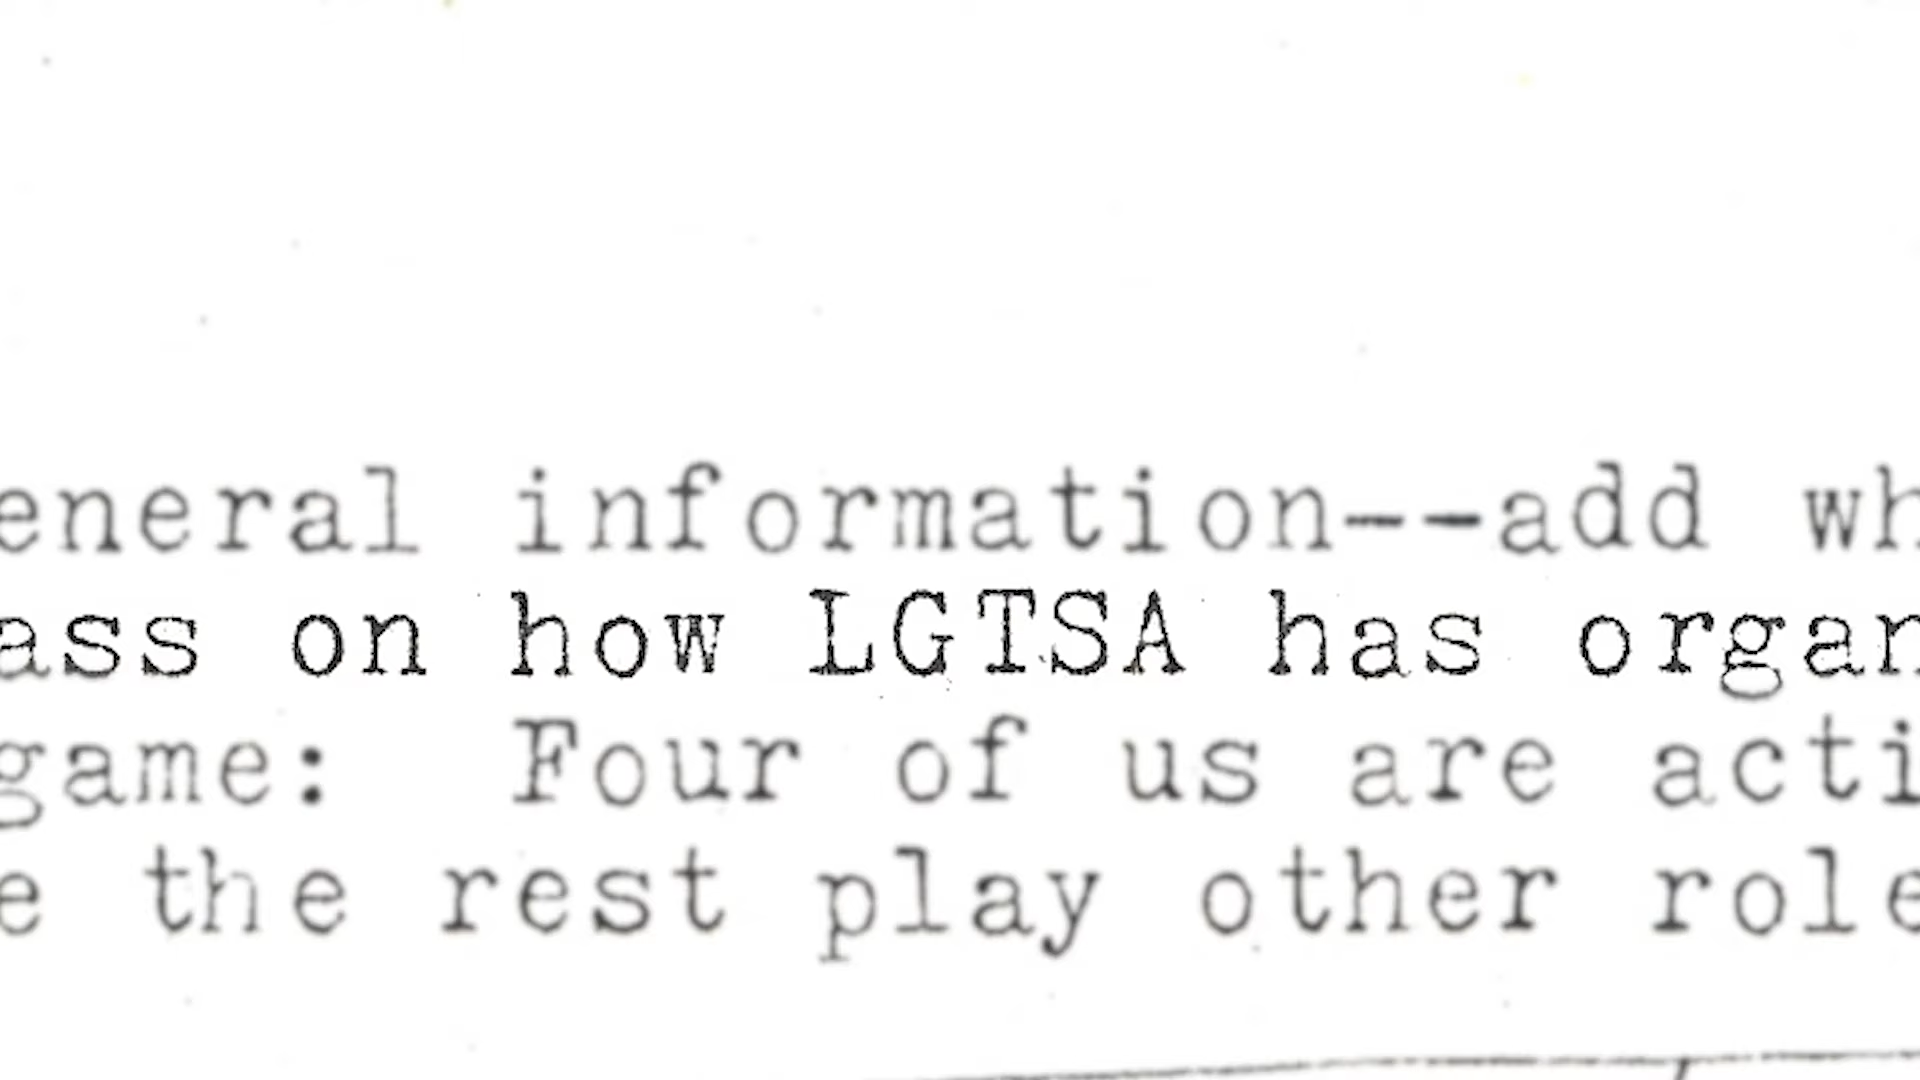 eneral information--add wh
ass on how LGTSA has organ
game: Four of us are acti
e the rest play other role